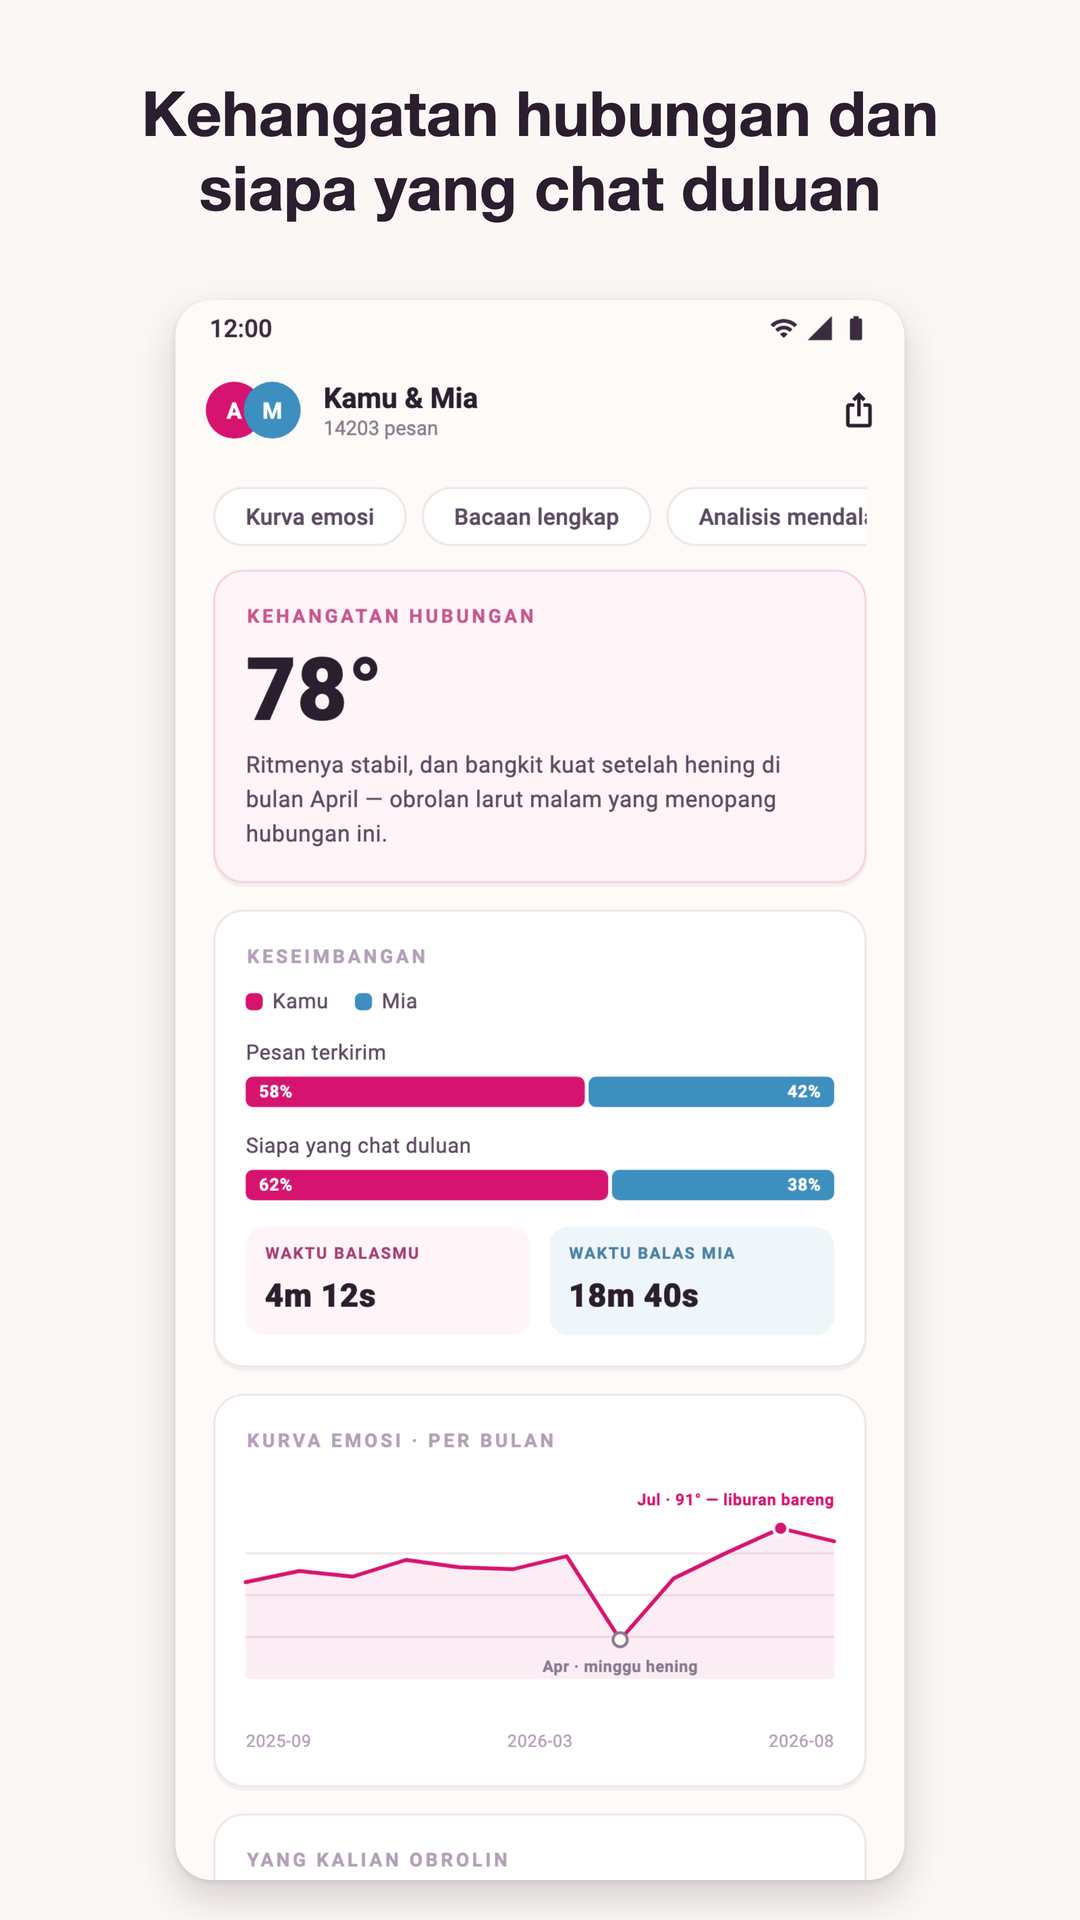 Kehangatan hubungan dan
siapa yang chat duluan
12:00
A
M
Kamu & Mia
14203 pesan
Kurva emosi
Bacaan lengkap
Analisis mendala
KEHANGATAN HUBUNGAN
78°
Ritmenya stabil, dan bangkit kuat setelah hening di
bulan April — obrolan larut malam yang menopang
hubungan ini.
KESEIMBANGAN
Kamu
Mia
Pesan terkirim
58%
42%
Siapa yang chat duluan
62%
38%
WAKTU BALASMU
4m 12s
WAKTU BALAS MIA
18m 40s
KURVA EMOSI · PER BULAN
Jul · 91° — liburan bareng
Apr · minggu hening
2025-09
2026-03
2026-08
YANG KALIAN OBROLIN